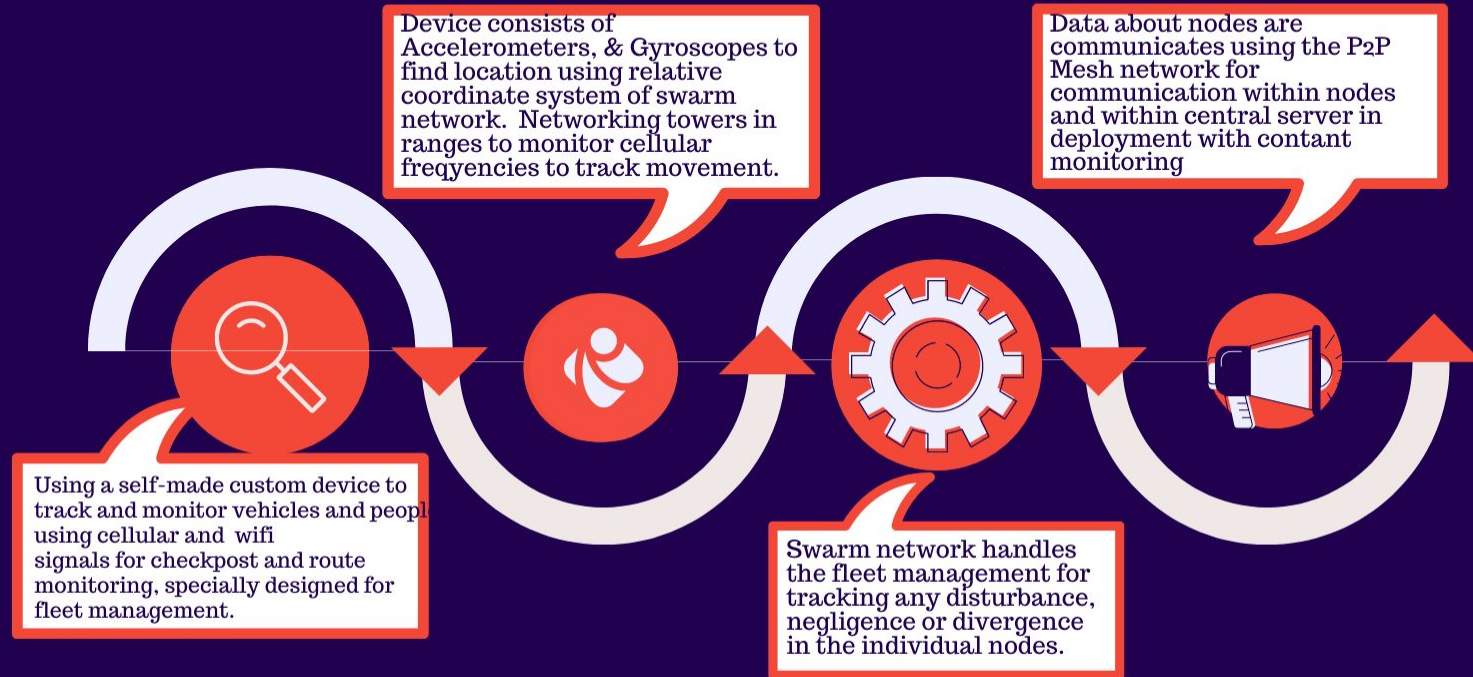 Using a self-made custom device to
track and monitor vehicles and peopl
using cellular and wifi
signals for checkpost and route
monitoring, specially designed for
fleet management.
Device consists of
Accelerometers, & Gyroscopes to
find location using relative
coordinate system of swarm
network. Networking towers in
ranges to monitor cellular
freqyencies to track movement.
Swarm network handles
the fleet management for
tracking any disturbance,
negligence or divergence
in the individual nodes.
Data about nodes are
communicates using the P2P
Mesh network for
communication within nodes
and within central server in
deployment with contant
monitoring